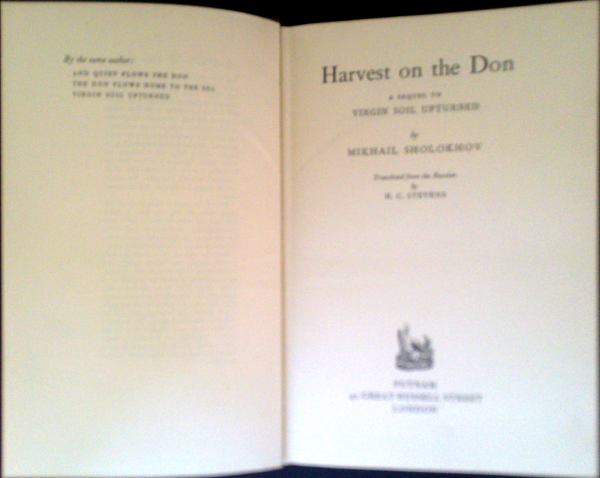 By the same author:
AND QUIET FLOWS THE DON
THE DON FLOWS HOME TO THE SEA
VIRGIN SOIL UPTURNED
Harvest on the Don
A SEQUEL TO
VIRGIN SOIL UPTURNED
by
MIKHAIL SHOLOKHOV
Translated from the Russian
by
H. C. STEVENS
PUTNAM
42 GREAT RUSSELL STREET
LONDON